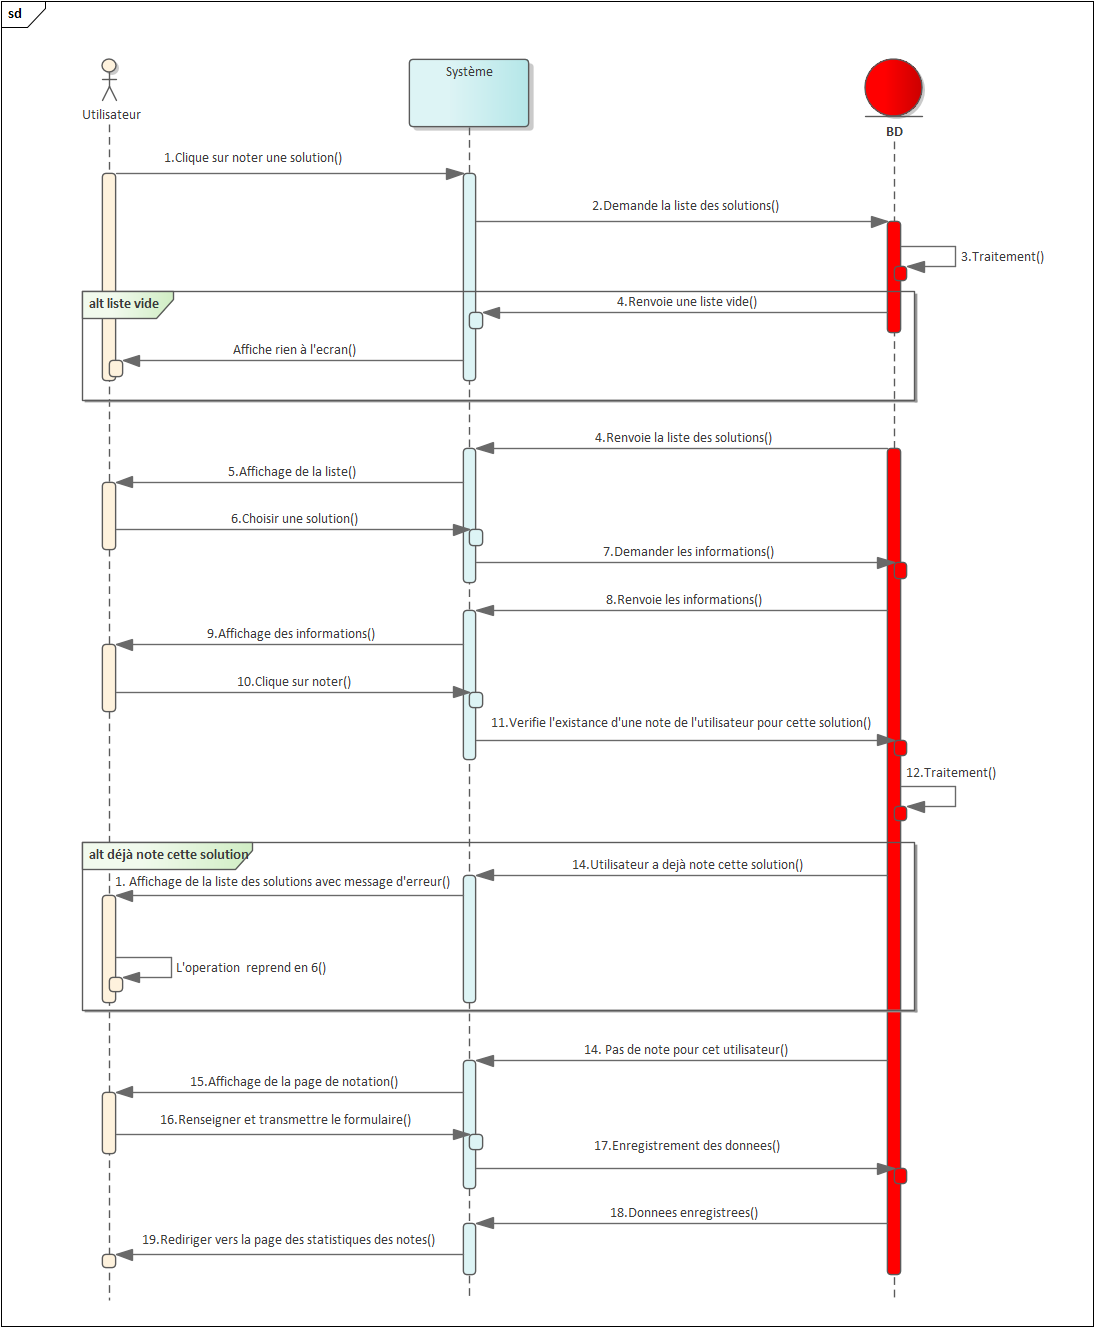 sd
Utilisateur
Système
BD
1.Clique sur noter une solution()
2.Demande la liste des solutions()
3.Traitement()
alt liste vide
4.Renvoie une liste vide()
Affiche rien à l'ecran()
4.Renvoie la liste des solutions()
5.Affichage de la liste()
6.Choisir une solution()
7.Demander les informations()
8.Renvoie les informations()
9.Affichage des informations()
10.Clique sur noter()
11.Verifie l'existance d'une note de l'utilisateur pour cette solution()
12.Traitement()
alt déjà note cette solution
14.Utilisateur a dejà note cette solution()
1. Affichage de la liste des solutions avec message d'erreur()
L'operation  reprend en 6()
14. Pas de note pour cet utilisateur()
15.Affichage de la page de notation()
16.Renseigner et transmettre le formulaire()
17.Enregistrement des donnees()
18.Donnees enregistrees()
19.Rediriger vers la page des statistiques des notes()